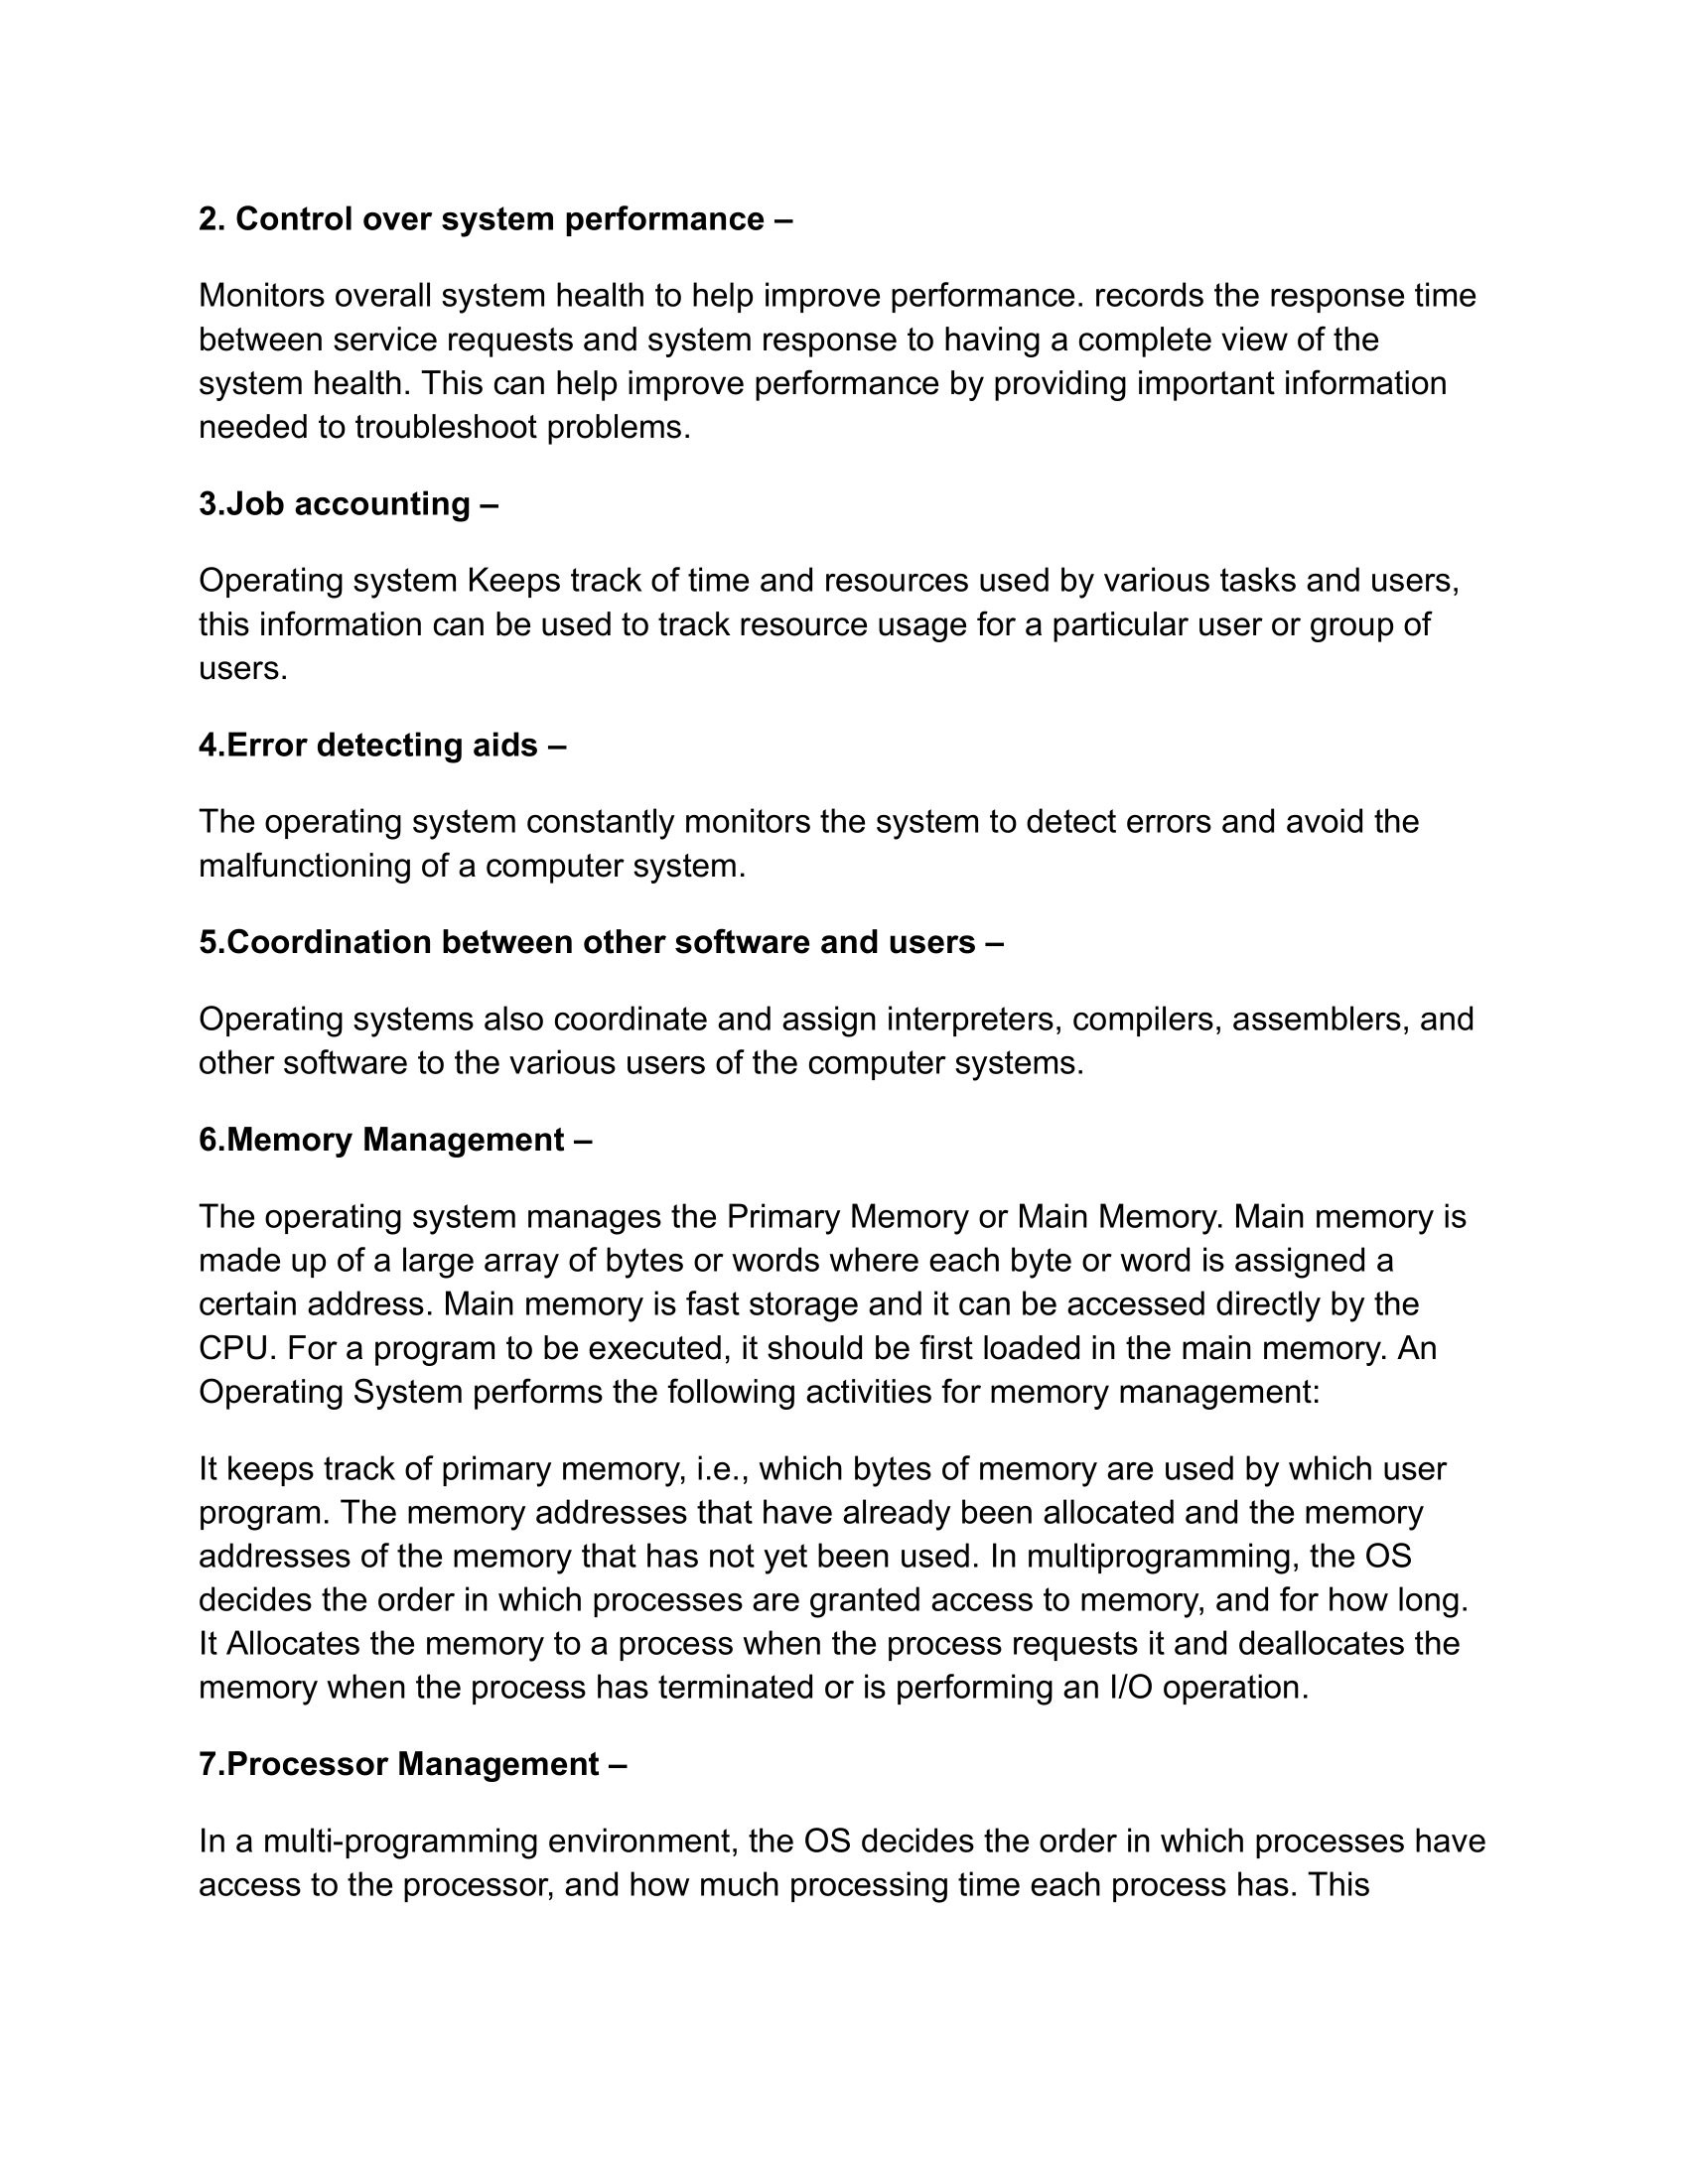 2. Control over system performance –
Monitors overall system health to help improve performance. records the response time
between service requests and system response to having a complete view of the
system health. This can help improve performance by providing important information
needed to troubleshoot problems.
3.Job accounting –
Operating system Keeps track of time and resources used by various tasks and users,
this information can be used to track resource usage for a particular user or group of
users.
4.Error detecting aids –
The operating system constantly monitors the system to detect errors and avoid the
malfunctioning of a computer system.
5.Coordination between other software and users –
Operating systems also coordinate and assign interpreters, compilers, assemblers, and
other software to the various users of the computer systems.
6.Memory Management –
The operating system manages the Primary Memory or Main Memory. Main memory is
made up of a large array of bytes or words where each byte or word is assigned a
certain address. Main memory is fast storage and it can be accessed directly by the
CPU. For a program to be executed, it should be first loaded in the main memory. An
Operating System performs the following activities for memory management:
It keeps track of primary memory, i.e., which bytes of memory are used by which user
program. The memory addresses that have already been allocated and the memory
addresses of the memory that has not yet been used. In multiprogramming, the OS
decides the order in which processes are granted access to memory, and for how long.
It Allocates the memory to a process when the process requests it and deallocates the
memory when the process has terminated or is performing an I/O operation.
7.Processor Management –
In a multi-programming environment, the OS decides the order in which processes have
access to the processor, and how much processing time each process has. This